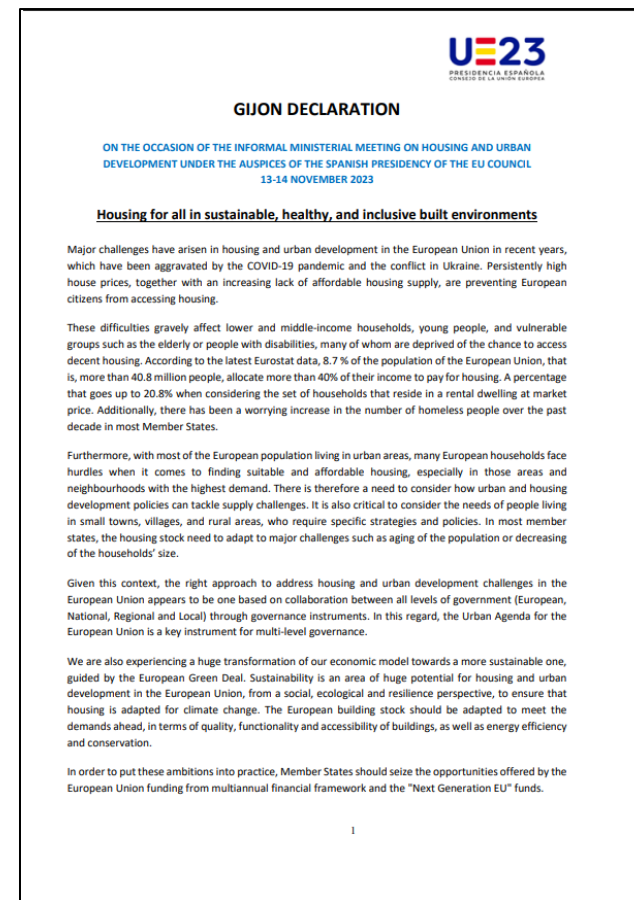 UE23
PRESIDENCIA ESPAÑOLA
CONSEJO DE LA UNIÓN EUROPEA
GIJON DECLARATION
ON THE OCCASION OF THE INFORMAL MINISTERIAL MEETING ON HOUSING AND URBAN
DEVELOPMENT UNDER THE AUSPICES OF THE SPANISH PRESIDENCY OF THE EU COUNCIL
13-14 NOVEMBER 2023
Housing for all in sustainable, healthy, and inclusive built environments
Major challenges have arisen in housing and urban development in the European Union in recent years,
which have been aggravated by the COVID-19 pandemic and the conflict in Ukraine. Persistently high
house prices, together with an increasing lack of affordable housing supply, are preventing European
citizens from accessing housing.
These difficulties gravely affect lower and middle-income households, young people, and vulnerable
groups such as the elderly or people with disabilities, many of whom are deprived of the chance to access
decent housing. According to the latest Eurostat data, 8.7 % of the population of the European Union, that
is, more than 40.8 million people, allocate more than 40% of their income to pay for housing. A percentage
that goes up to 20.8% when considering the set of households that reside in a rental dwelling at market
price. Additionally, there has been a worrying increase in the number of homeless people over the past
decade in most Member States.
Furthermore, with most of the European population living in urban areas, many European households face
hurdles when it comes to finding suitable and affordable housing, especially in those areas and
neighbourhoods with the highest demand. There is therefore a need to consider how urban and housing
development policies can tackle supply challenges. It is also critical to consider the needs of people living
in small towns, villages, and rural areas, who require specific strategies and policies. In most member
states, the housing stock need to adapt to major challenges such as aging of the population or decreasing
of the households' size.
Given this context, the right approach to address housing and urban development challenges in the
European Union appears to be one based on collaboration between all levels of government (European,
National, Regional and Local) through governance instruments. In this regard, the Urban Agenda for the
European Union is a key instrument for multi-level governance.
We are also experiencing a huge transformation of our economic model towards a more sustainable one,
guided by the European Green Deal. Sustainability is an area of huge potential for housing and urban
development in the European Union, from a social, ecological and resilience perspective, to ensure that
housing is adapted for climate change. The European building stock should be adapted to meet the
demands ahead, in terms of quality, functionality and accessibility of buildings, as well as energy efficiency
and conservation.
In order to put these ambitions into practice, Member States should seize the opportunities offered by the
European Union funding from multiannual financial framework and the "Next Generation EU" funds.
1